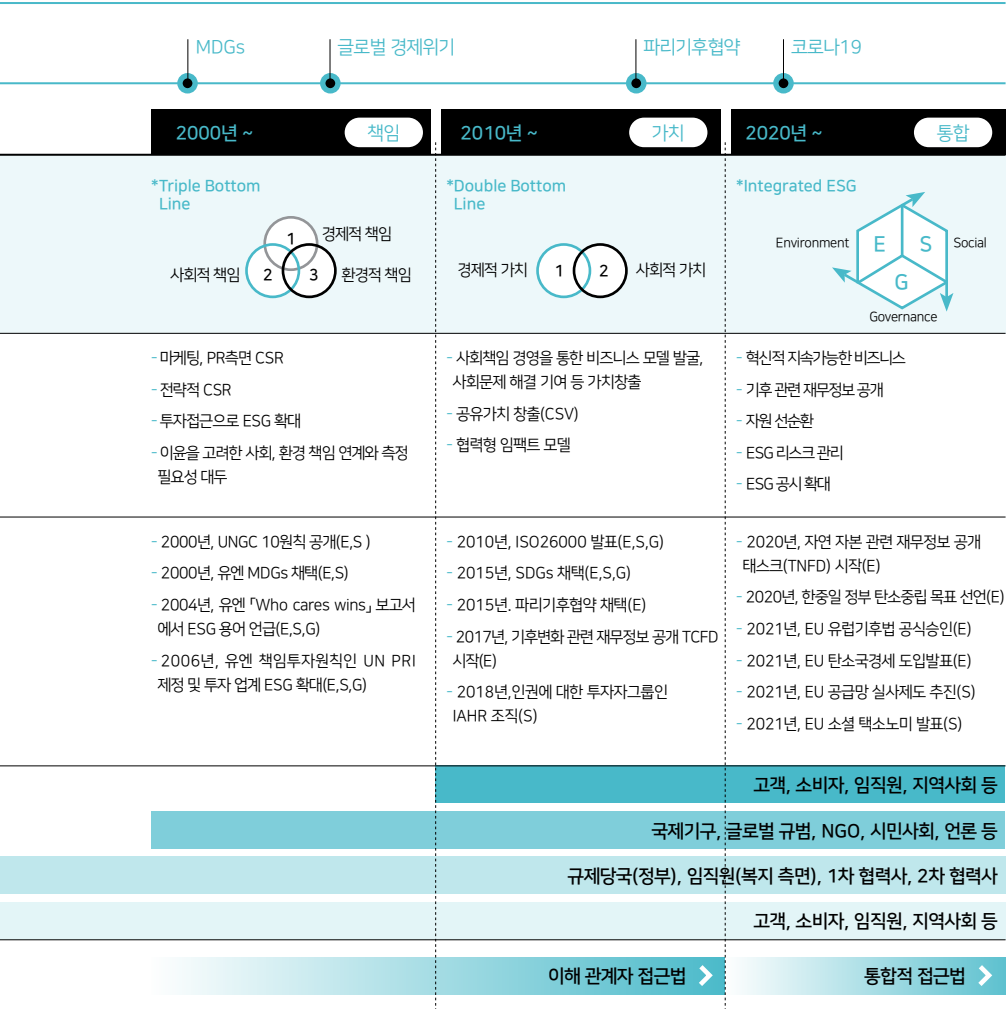 MDGs
글로벌 경제위기
파리기후협약
코로나19
2000년 ~
책임
2010년 ~
가치
2020년 ~
통합
*Triple Bottom
Line
1
경제적 책임
사회적 책임
2
3
환경적 책임
*Double Bottom
Line
경제적 가치
1
2
사회적 가치
*Integrated ESG
Environment
E
S
Social
G
Governance
- 마케팅, PR측면 CSR
- 전략적 CSR
- 투자접근으로 ESG 확대
- 이윤을 고려한 사회, 환경 책임 연계와 측정
필요성 대두
- 사회책임 경영을 통한 비즈니스 모델 발굴,
사회문제 해결 기여 등 가치창출
- 공유가치 창출(CSV)
- 협력형 임팩트 모델
- 혁신적 지속가능한 비즈니스
- 기후 관련 재무정보 공개
- 자원 선순환
- ESG 리스크 관리
- ESG 공시 확대
- 2000년, UNGC 10원칙 공개(E,S )
- 2000년, 유엔 MDGs 채택(E,S)
- 2004년, 유엔 「Who cares wins」 보고서
에서 ESG 용어 언급(E,S,G)
- 2006년, 유엔 책임투자원칙인 UN PRI
제정 및 투자 업계 ESG 확대(E,S,G)
- 2010년, ISO26000 발표(E,S,G)
- 2015년, SDGs 채택(E,S,G)
- 2015년. 파리기후협약 채택(E)
- 2017년, 기후변화 관련 재무정보 공개 TCFD
시작(E)
- 2018년,인권에 대한 투자자그룹인
IAHR 조직(S)
- 2020년, 자연 자본 관련 재무정보 공개
태스크(TNFD) 시작(E)
- 2020년, 한중일 정부 탄소중립 목표 선언(E)
- 2021년, EU 유럽기후법 공식승인(E)
- 2021년, EU 탄소국경세 도입발표(E)
- 2021년, EU 공급망 실사제도 추진(S)
- 2021년, EU 소셜 택소노미 발표(S)
고객, 소비자, 임직원, 지역사회 등
국제기구, 글로벌 규범, NGO, 시민사회, 언론 등
규제당국(정부), 임직원(복지 측면), 1차 협력사, 2차 협력사
고객, 소비자, 임직원, 지역사회 등
이해 관계자 접근법
통합적 접근법